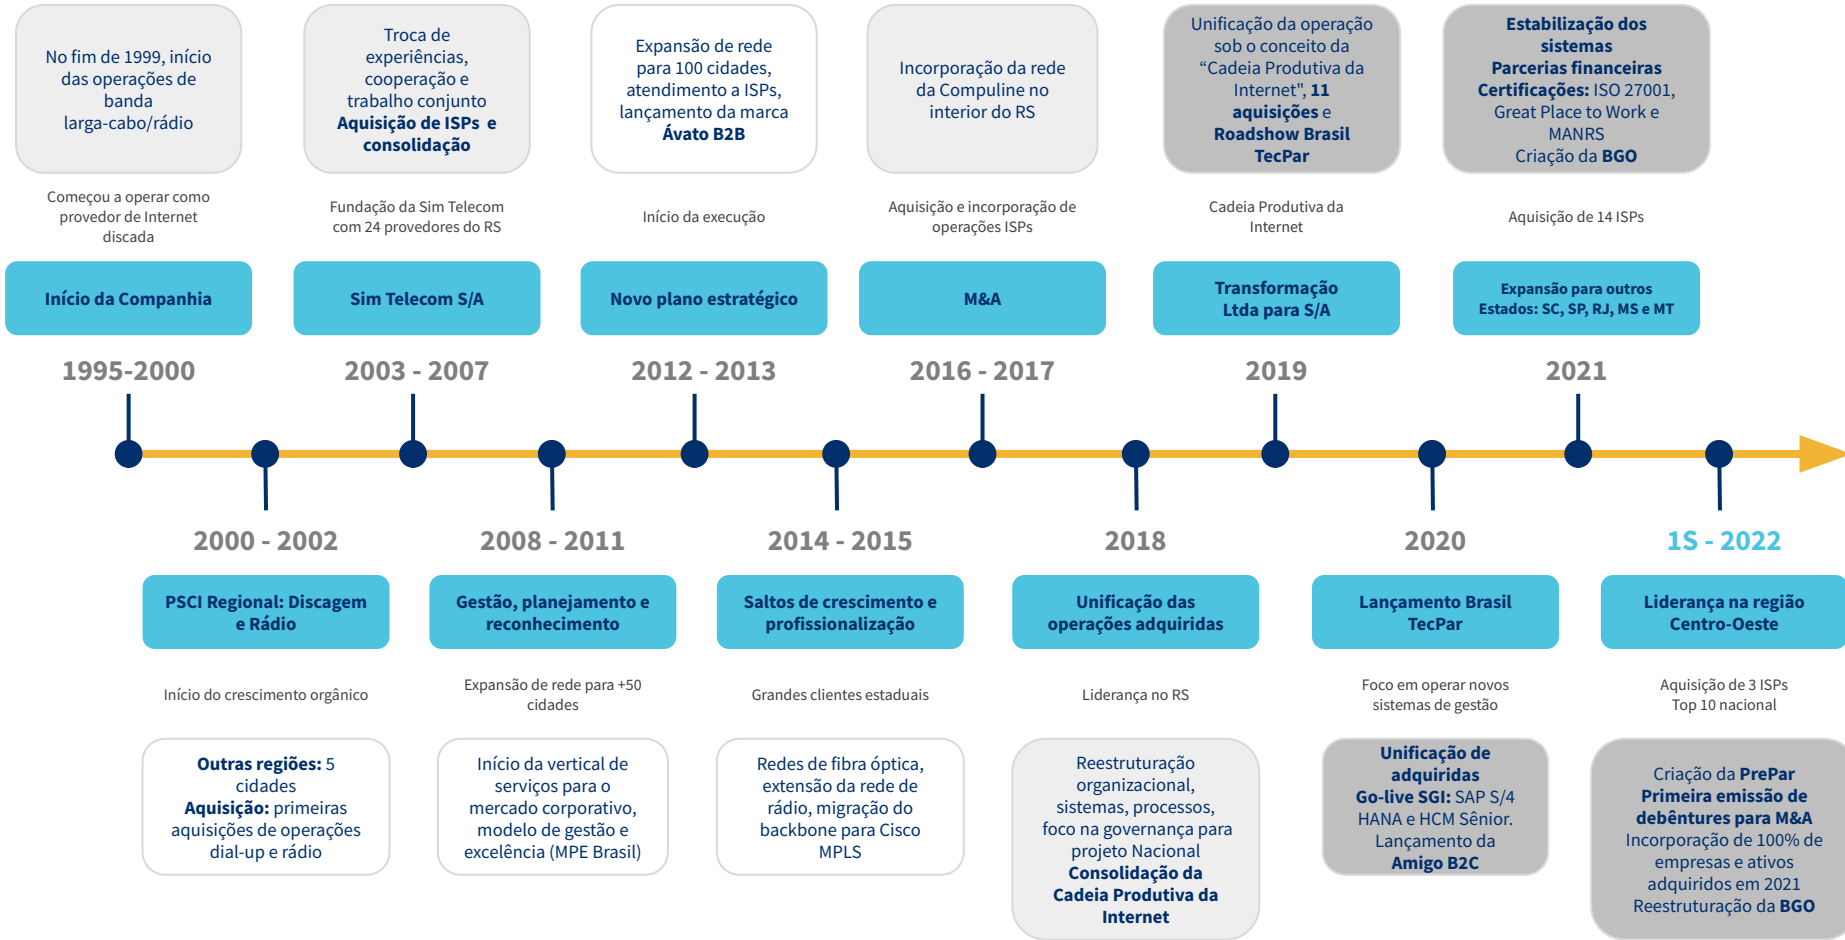 No fim de 1999, início
das operações de
banda
larga-cabo/rádio
Começou a operar como
provedor de Internet
discada
Início da Companhia
1995-2000
Troca de
experiências,
cooperação e
trabalho conjunto
Aquisição de ISPs e
consolidação
Fundação da Sim Telecom
com 24 provedores do RS
Sim Telecom S/A
2003 - 2007
Expansão de rede
para 100 cidades,
atendimento a ISPs,
lançamento da marca
Ávato B2B
Início da execução
Novo plano estratégico
2012 - 2013
Incorporação da rede
da Compuline no
interior do RS
Aquisição e incorporação de
operações ISPs
M&A
2016 - 2017
Unificação da operação
sob o conceito da
“Cadeia Produtiva da
Internet", 11
aquisições e
Roadshow Brasil
TecPar
Cadeia Produtiva da
Internet
Transformação
Ltda para S/A
2019
Estabilização dos
sistemas
Parcerias financeiras
Certificações: ISO 27001,
Great Place to Work e
MANRS
Criação da BGO
Aquisição de 14 ISPs
Expansão para outros
Estados: SC, SP, RJ, MS e MT
2021
2000 - 2002
PSCI Regional: Discagem
e Rádio
Início do crescimento orgânico
Outras regiões: 5
cidades
Aquisição: primeiras
aquisições de operações
dial-up e rádio
2008 - 2011
Gestão, planejamento e
reconhecimento
Expansão de rede para +50
cidades
Início da vertical de
serviços para o
mercado corporativo,
modelo de gestão e
excelência (MPE Brasil)
2014 - 2015
Saltos de crescimento e
profissionalização
Grandes clientes estaduais
Redes de fibra óptica,
extensão da rede de
rádio, migração do
backbone para Cisco
MPLS
2018
Unificação das
operações adquiridas
Liderança no RS
Reestruturação
organizacional,
sistemas, processos,
foco na governança para
projeto Nacional
Consolidação da
Cadeia Produtiva da
Internet
2020
Lançamento Brasil
TecPar
Foco em operar novos
sistemas de gestão
Unificação de
adquiridas
Go-live SGI: SAP S/4
HANA e HCM Sênior.
Lançamento da
Amigo B2C
1S - 2022
Liderança na região
Centro-Oeste
Aquisição de 3 ISPs
Top 10 nacional
Criação da PrePar
Primeira emissão de
debêntures para M&A
Incorporação de 100% de
empresas e ativos
adquiridos em 2021
Reestruturação da BGO